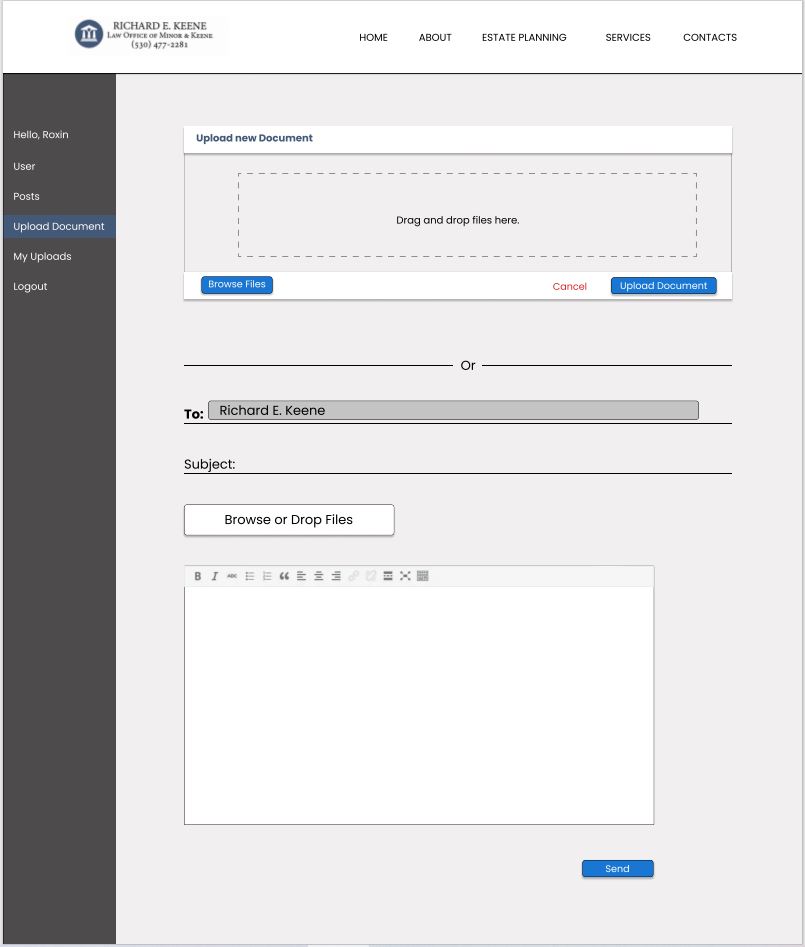 RICHARD E. KEENE
LAW OFFICE OF MINOR & KEENE
(530) 477-2281
HOME ABOUT ESTATE PLANNING SERVICES CONTACTS
Hello, Roxin
User
Posts
Upload Document
My Uploads
Logout
Upload new Document
Drag and drop files here.
Browse Files Cancel Upload Document
Or
To: Richard E. Keene
Subject:
Browse or Drop Files
B I ABC
Send